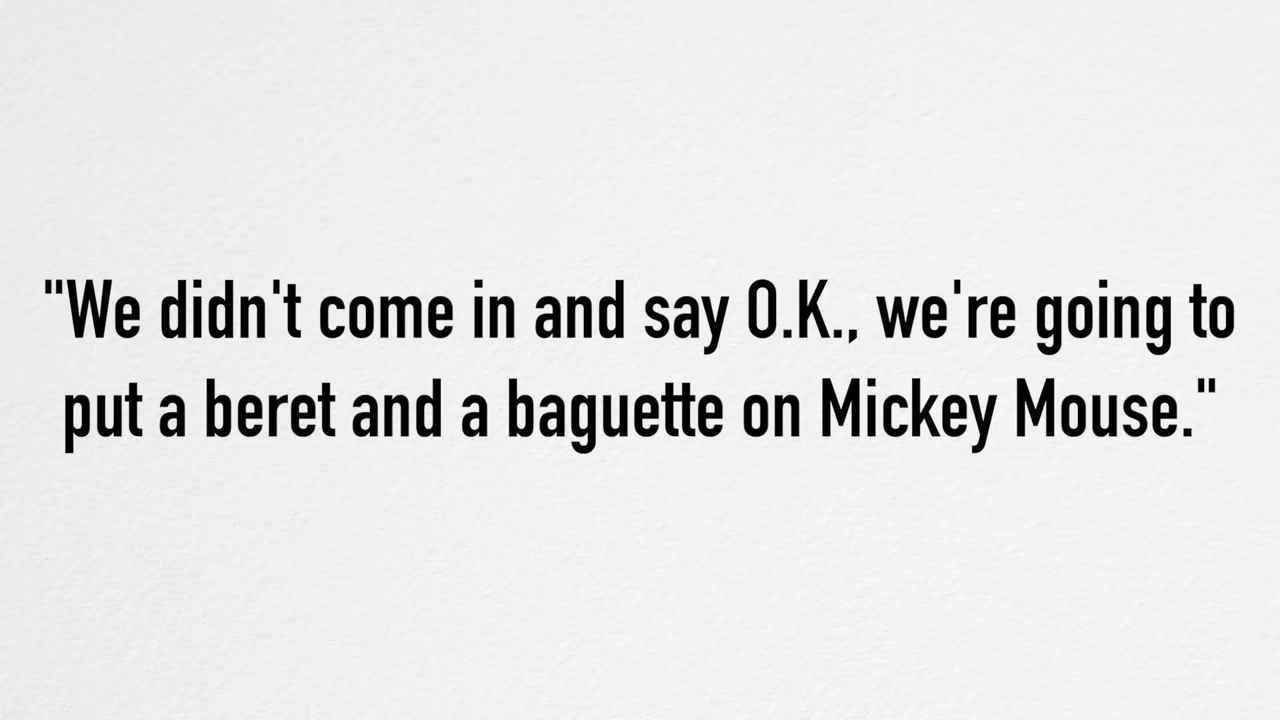 "We didn't come in and say O.K., we're going to
put a beret and a baguette on Mickey Mouse."